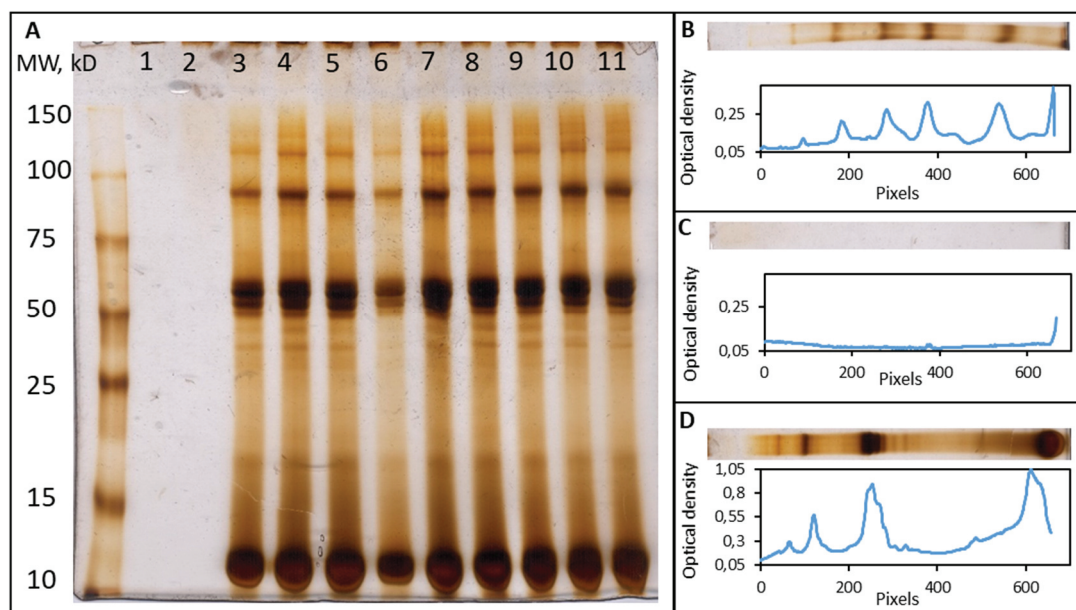 A
MW, kD 1 2 3 4 5 6 7 8 9 10 11
150
100
75
50
25
15
10
B
Optical density
0,25
0,05
0 200 400 600
Pixels
C
Optical density
0,25
0,05
0 200 400 600
Pixels
D
Optical density
1,05
0,8
0,55
0,3
0,05
0 200 400 600
Pixels